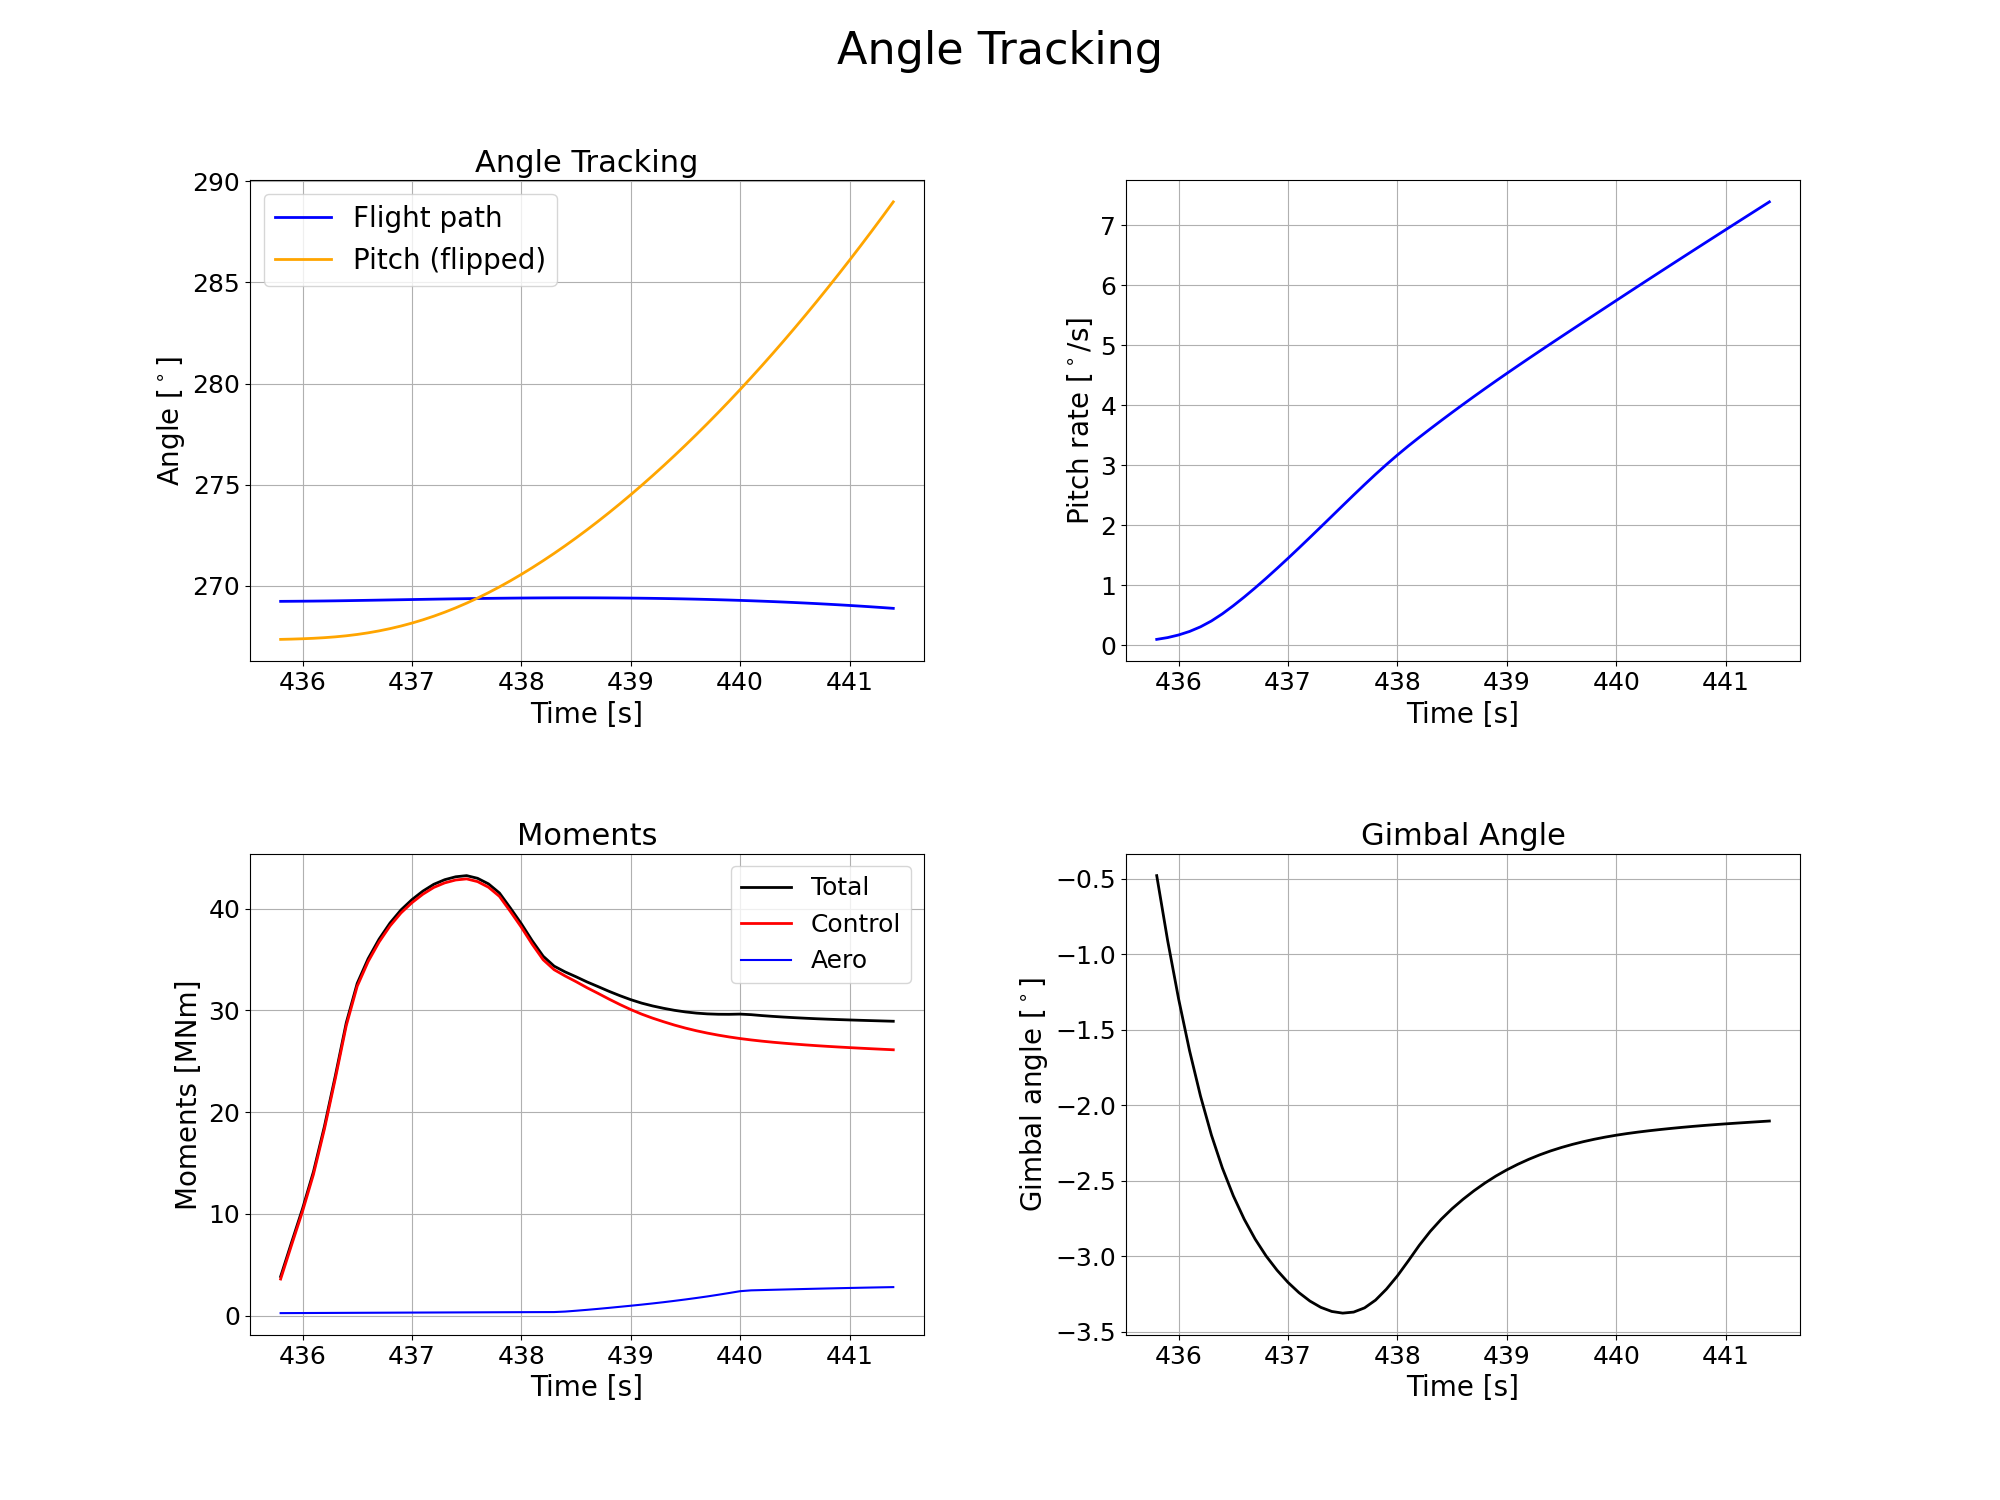 Angle Tracking
Angle Tracking
290
285
280
275
270
Angle [°]
Flight path
Pitch (flipped)
436 437 438 439 440 441
Time [s]
7
6
5
4
3
2
1
0
Pitch rate [°/s]
436 437 438 439 440 441
Time [s]
Moments
40
30
20
10
0
Moments [MNm]
Total
Control
Aero
436 437 438 439 440 441
Time [s]
Gimbal Angle
−0.5
−1.0
−1.5
−2.0
−2.5
−3.0
−3.5
Gimbal angle [°]
436 437 438 439 440 441
Time [s]